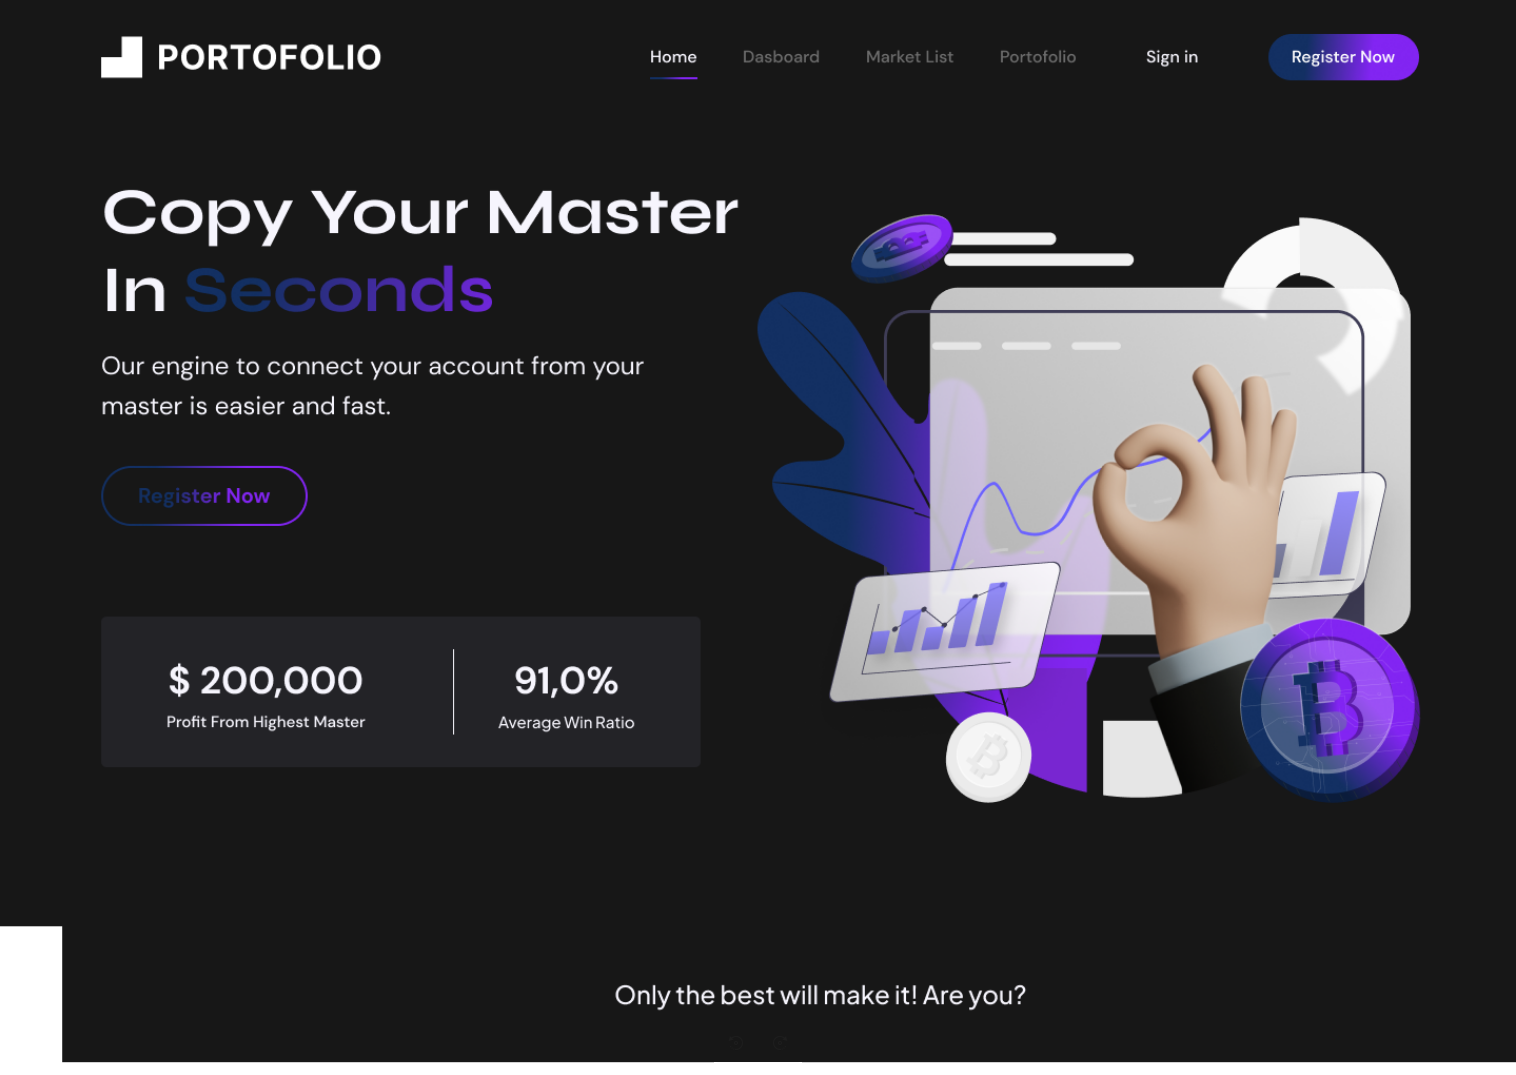 PORTOFOLIO
Home Dasboard Market List Portofolio Sign in Register Now
Copy Your Master
In Seconds
Our engine to connect your account from your
master is easier and fast.
Register Now
$ 200,000
Profit From Highest Master
91,0%
Average Win Ratio
Only the best will make it! Are you?